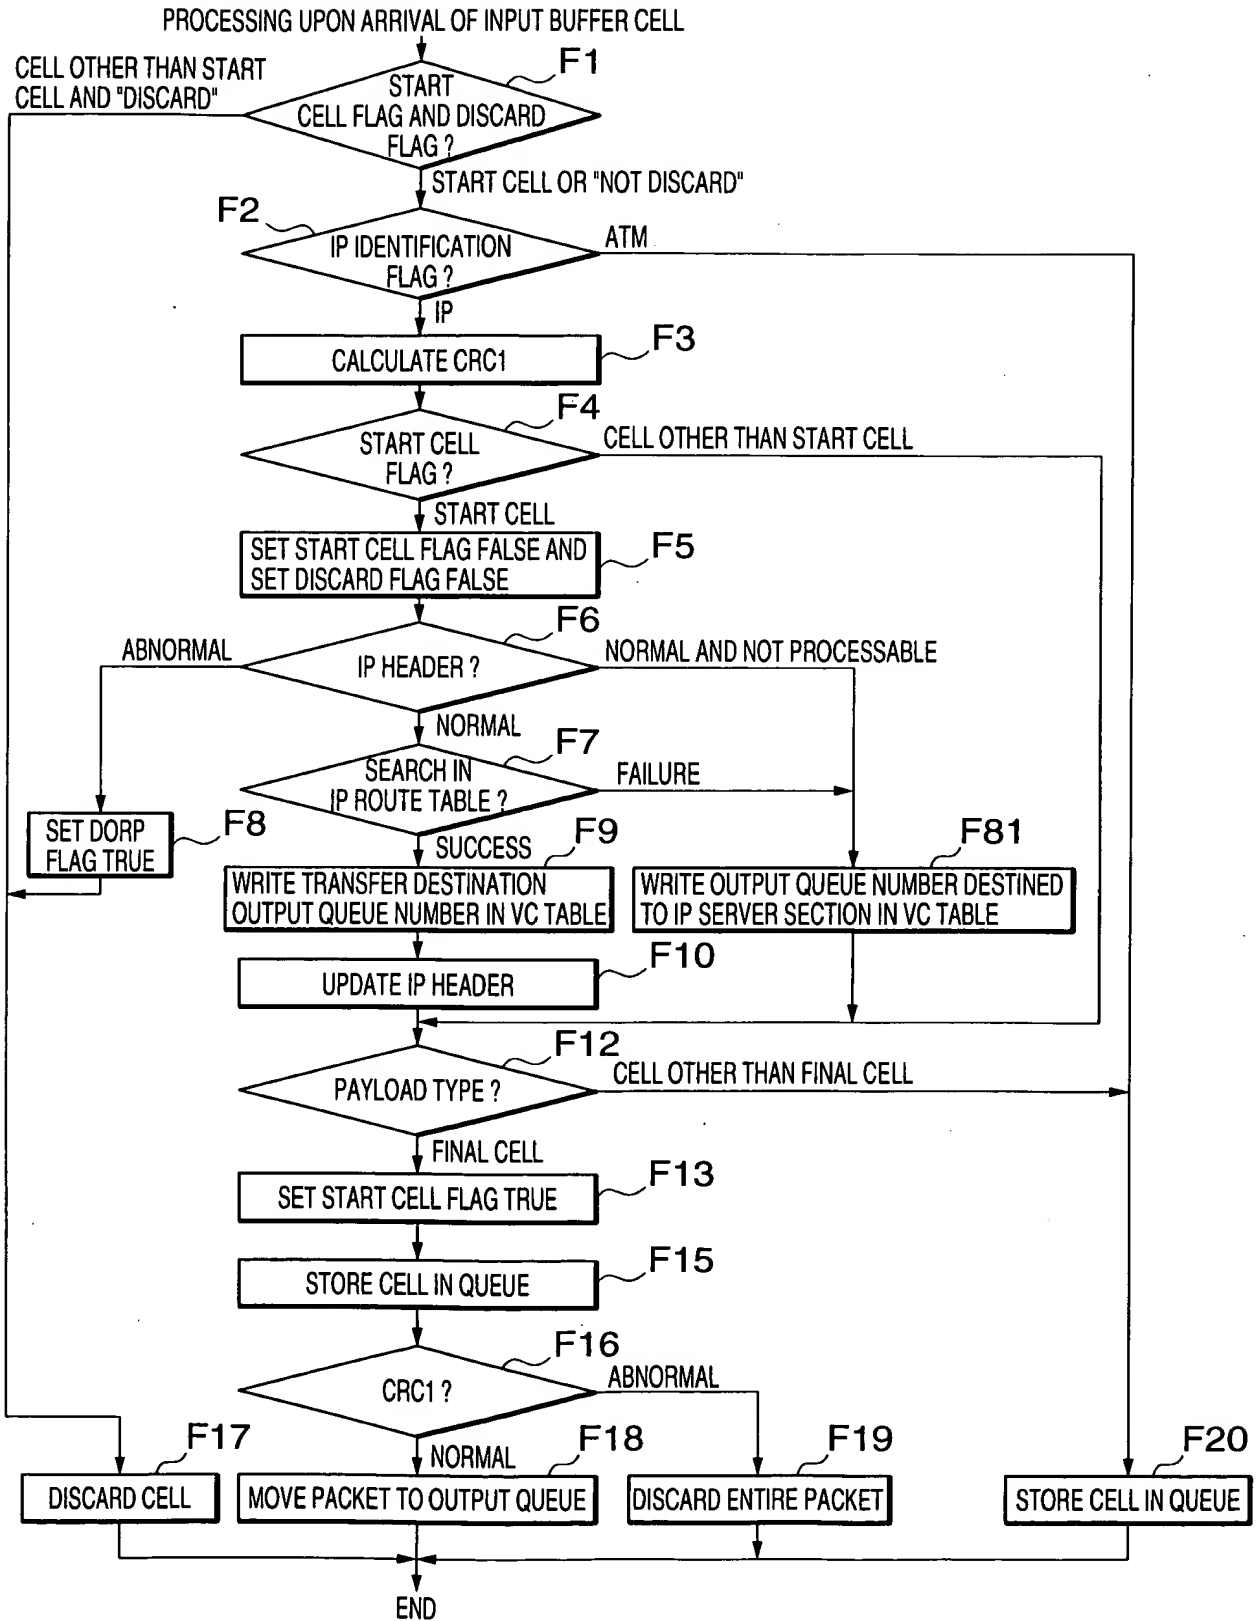 PROCESSING UPON ARRIVAL OF INPUT BUFFER CELL
CELL OTHER THAN START
CELL AND "DISCARD"
F1
START
CELL FLAG AND DISCARD
FLAG ?
START CELL OR "NOT DISCARD"
F2
IP IDENTIFICATION
FLAG ?
ATM
IP
F3
CALCULATE CRC1
F4
START CELL
FLAG ?
CELL OTHER THAN START CELL
START CELL
F5
SET START CELL FLAG FALSE AND
SET DISCARD FLAG FALSE
F6
ABNORMAL
IP HEADER ?
NORMAL AND NOT PROCESSABLE
NORMAL
F7
SEARCH IN
IP ROUTE TABLE ?
FAILURE
F8
SET DORP
FLAG TRUE
SUCCESS
F9
WRITE TRANSFER DESTINATION
OUTPUT QUEUE NUMBER IN VC TABLE
F81
WRITE OUTPUT QUEUE NUMBER DESTINED
TO IP SERVER SECTION IN VC TABLE
F10
UPDATE IP HEADER
F12
PAYLOAD TYPE ?
CELL OTHER THAN FINAL CELL
FINAL CELL
F13
SET START CELL FLAG TRUE
F15
STORE CELL IN QUEUE
F16
CRC1 ?
ABNORMAL
NORMAL
F17
DISCARD CELL
F18
MOVE PACKET TO OUTPUT QUEUE
F19
DISCARD ENTIRE PACKET
F20
STORE CELL IN QUEUE
END